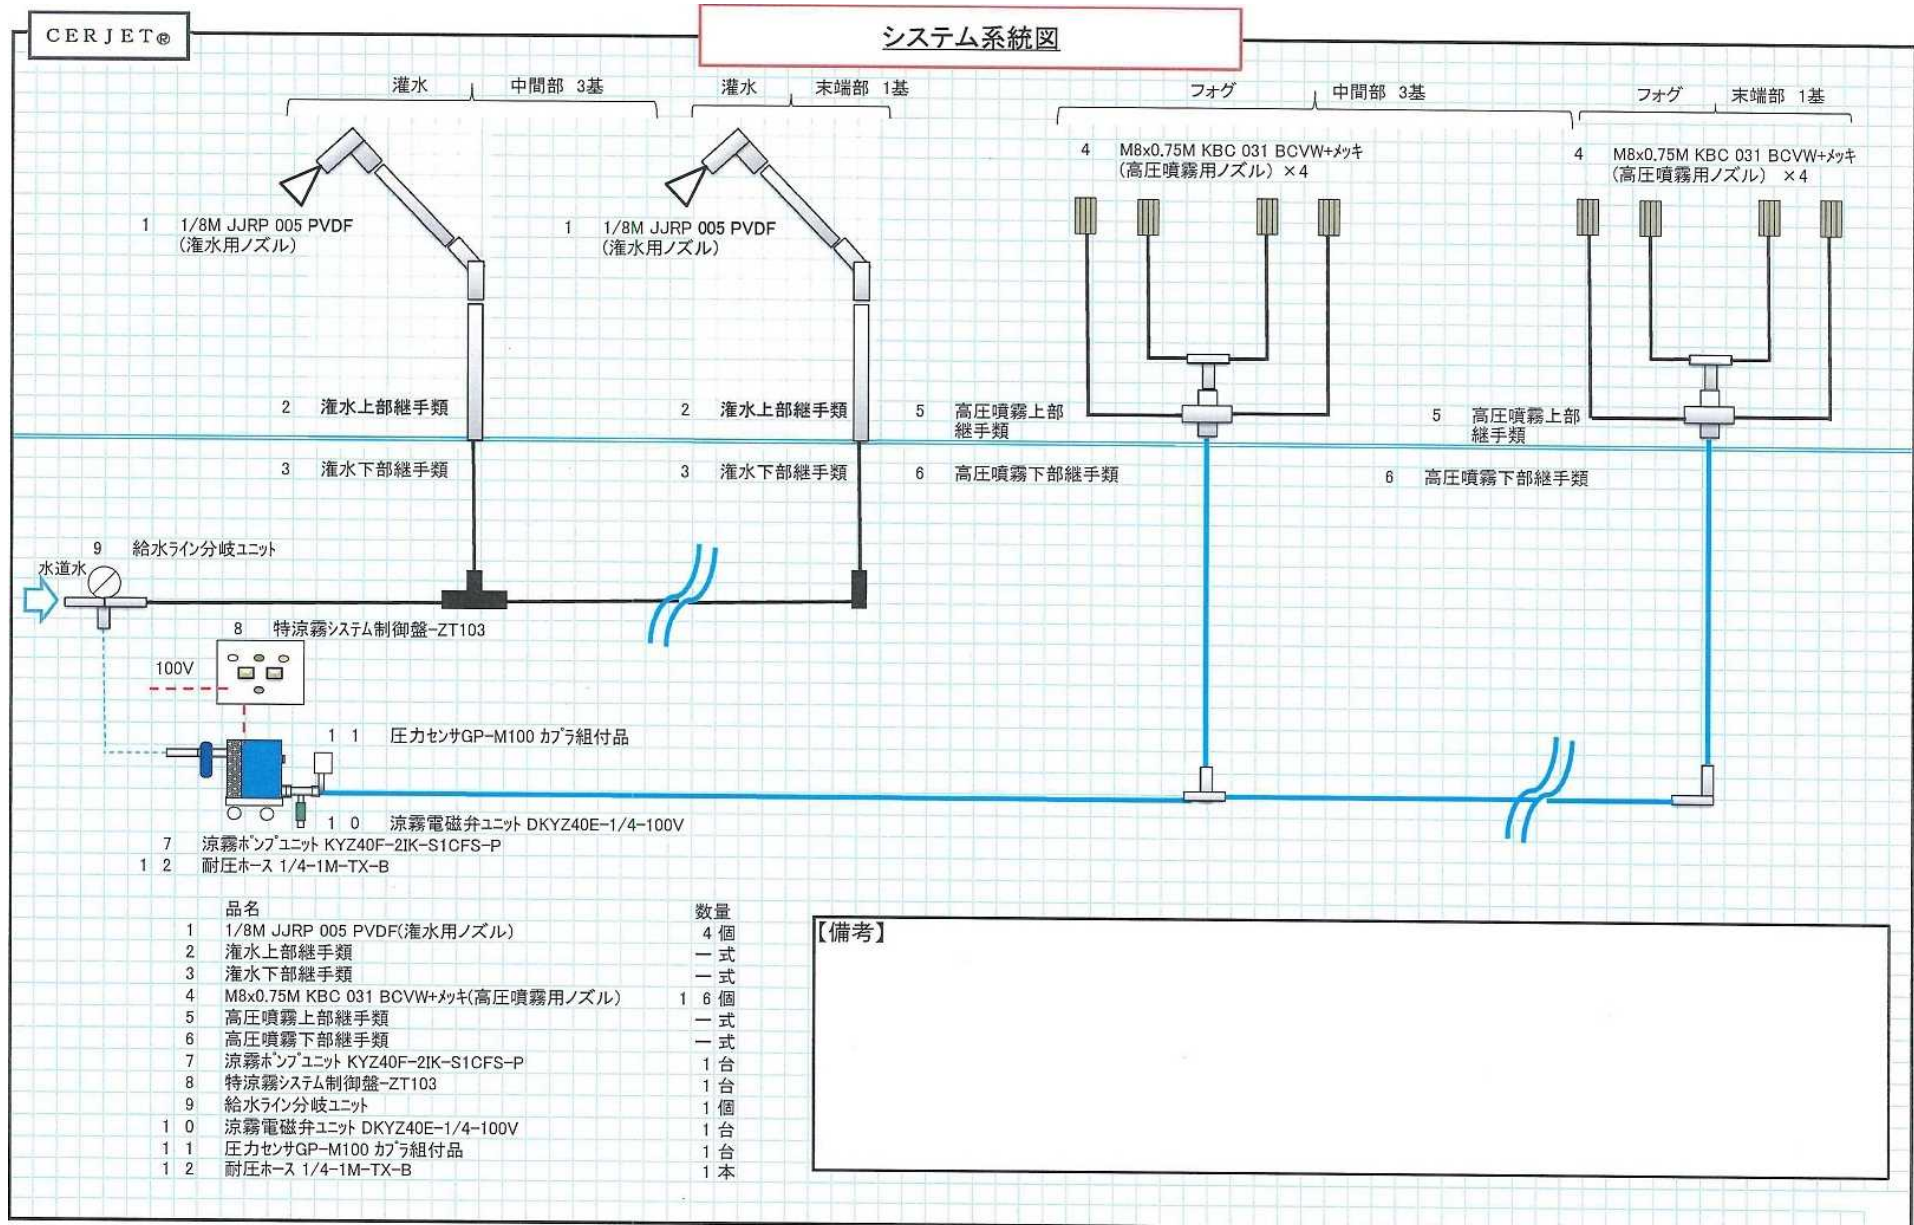 CERJET®
システム系統図
灌水 中間部 3基
灌水 末端部 1基
フォグ 中間部 3基
フォグ 末端部 1基
4 M8x0.75M KBC 031 BCVW+メッキ
(高圧噴霧用ノズル) ×4
4 M8x0.75M KBC 031 BCVW+メッキ
(高圧噴霧用ノズル) ×4
1 1/8M JJRP 005 PVDF
(潅水用ノズル)
1 1/8M JJRP 005 PVDF
(潅水用ノズル)
2 潅水上部継手類
2 潅水上部継手類
5 高圧噴霧上部
継手類
5 高圧噴霧上部
継手類
3 潅水下部継手類
3 潅水下部継手類
6 高圧噴霧下部継手類
6 高圧噴霧下部継手類
9 給水ライン分岐ユニット
水道水
8 特涼霧システム制御盤-ZT103
100V
11 圧力センサGP-M100 カプラ組付品
10 涼霧電磁弁ユニット DKYZ40E-1/4-100V
7 涼霧ポンプユニット KYZ40F-2IK-S1CFS-P
12 耐圧ホース 1/4-1M-TX-B
品名 数量
1 1/8M JJRP 005 PVDF(潅水用ノズル) 4個
2 潅水上部継手類 一式
3 潅水下部継手類 一式
4 M8x0.75M KBC 031 BCVW+メッキ(高圧噴霧用ノズル) 16個
5 高圧噴霧上部継手類 一式
6 高圧噴霧下部継手類 一式
7 涼霧ポンプユニット KYZ40F-2IK-S1CFS-P 1台
8 特涼霧システム制御盤-ZT103 1台
9 給水ライン分岐ユニット 1個
10 涼霧電磁弁ユニット DKYZ40E-1/4-100V 1台
11 圧力センサGP-M100 カプラ組付品 1台
12 耐圧ホース 1/4-1M-TX-B 1本
【備考】